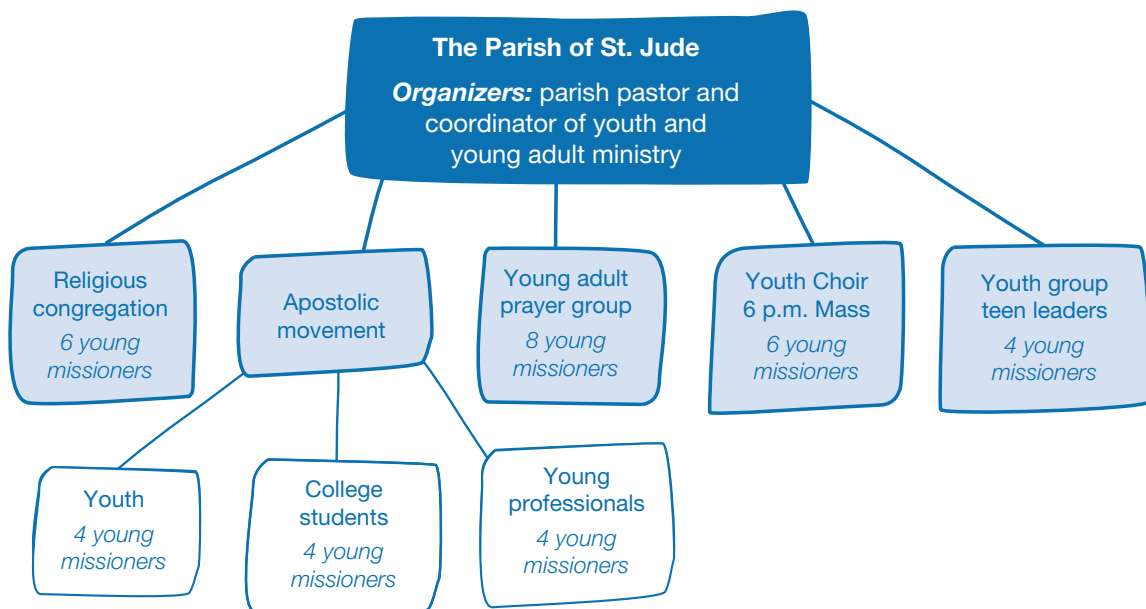 The Parish of St. Jude
Organizers: parish pastor and
coordinator of youth and
young adult ministry
Religious
congregation
6 young
missioners
Apostolic
movement
Young adult
prayer group
8 young
missioners
Youth Choir
6 p.m. Mass
6 young
missioners
Youth group
teen leaders
4 young
missioners
Youth
4 young
missioners
College
students
4 young
missioners
Young
professionals
4 young
missioners